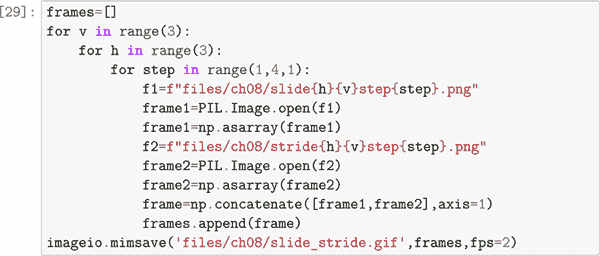 [29]: frames=[]
for v in range(3):
    for h in range(3):
        for step in range(1,4,1):
            f1=f"files/ch08/slide{h}{v}step{step}.png"
            frame1=PIL.Image.open(f1)
            frame1=np.asarray(frame1)
            f2=f"files/ch08/stride{h}{v}step{step}.png"
            frame2=PIL.Image.open(f2)
            frame2=np.asarray(frame2)
            frame=np.concatenate([frame1,frame2],axis=1)
            frames.append(frame)
imageio.mimsave('files/ch08/slide_stride.gif',frames,fps=2)